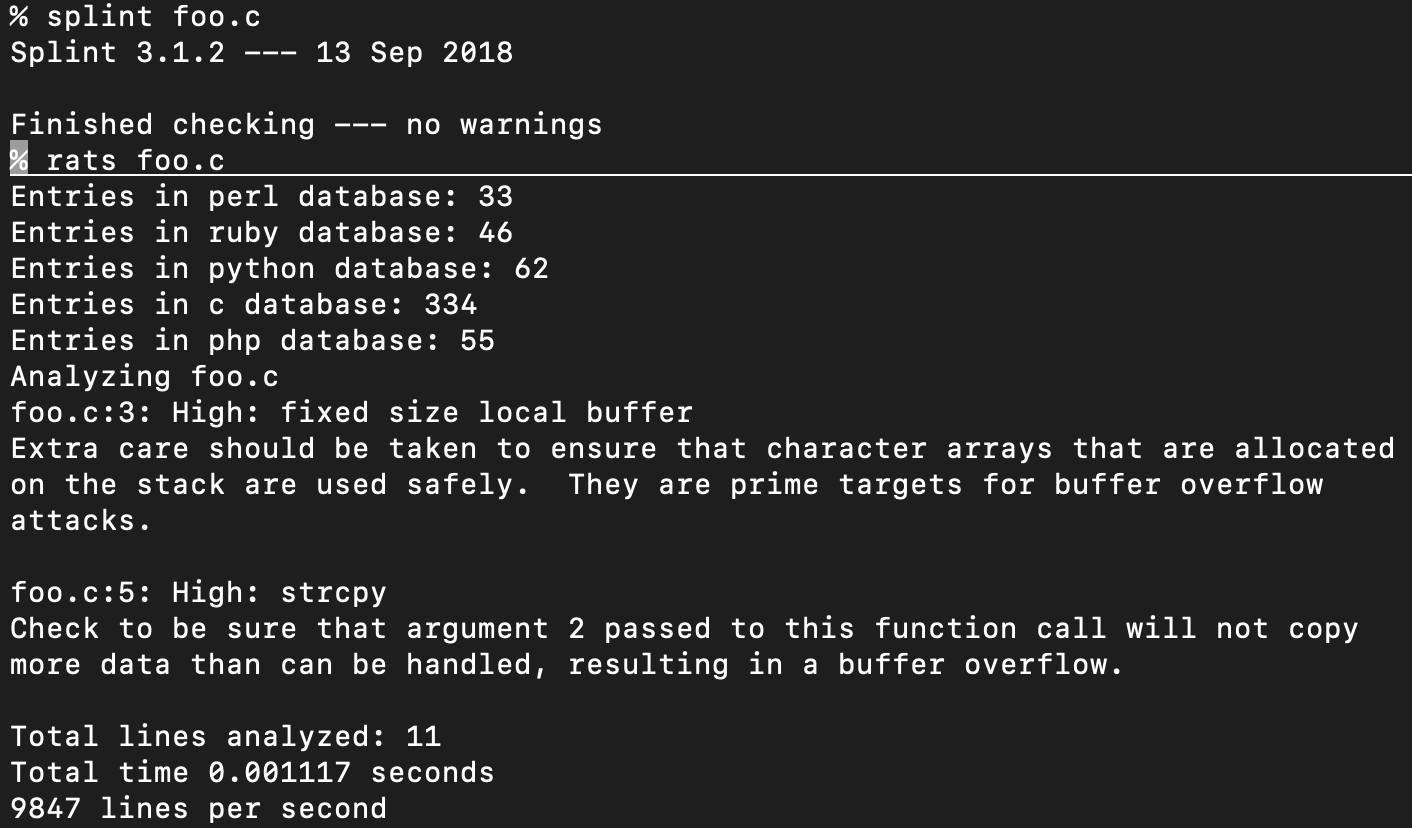 % splint foo.c
Splint 3.1.2 --- 13 Sep 2018
Finished checking --- no warnings
% rats foo.c
Entries in perl database: 33
Entries in ruby database: 46
Entries in python database: 62
Entries in c database: 334
Entries in php database: 55
Analyzing foo.c
foo.c:3: High: fixed size local buffer
Extra care should be taken to ensure that character arrays that are allocated
on the stack are used safely.  They are prime targets for buffer overflow
attacks.
foo.c:5: High: strcpy
Check to be sure that argument 2 passed to this function call will not copy
more data than can be handled, resulting in a buffer overflow.
Total lines analyzed: 11
Total time 0.001117 seconds
9847 lines per second